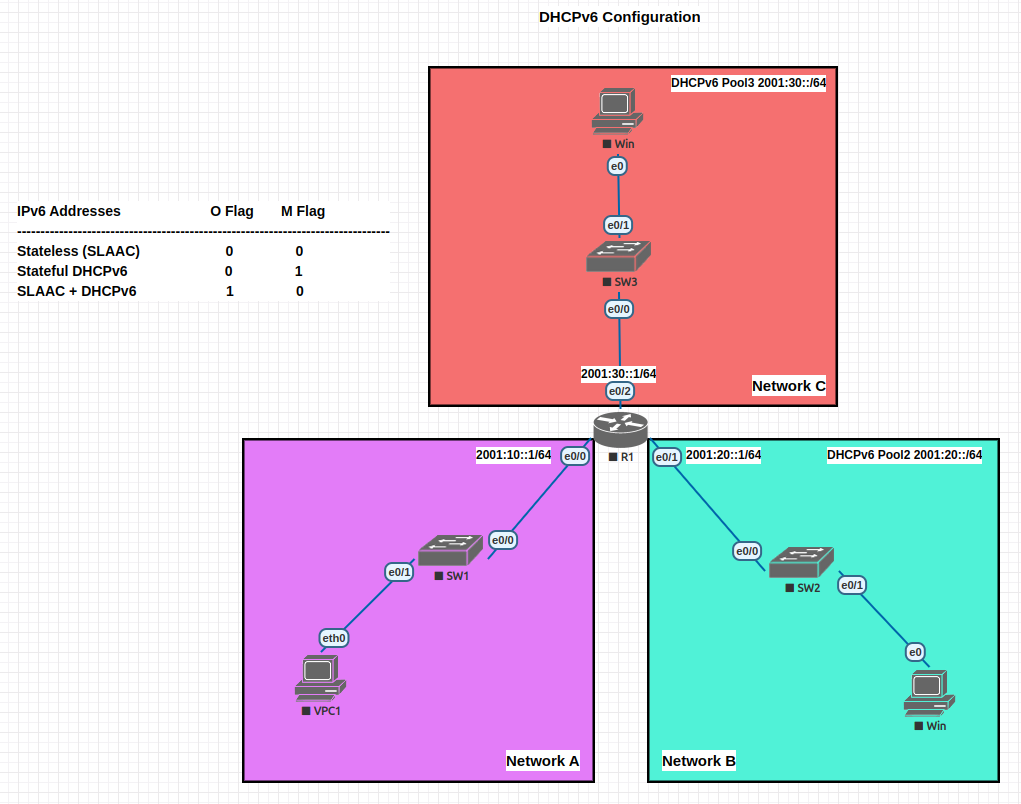 DHCPv6 Configuration
DHCPv6 Pool3 2001:30::/64
Win
e0
e0/1
SW3
e0/0
2001:30::1/64
e0/2
Network C
IPv6 Addresses O Flag M Flag
--------------------------------------------------------------------------------
Stateless (SLAAC) 0 0
Stateful DHCPv6 0 1
SLAAC + DHCPv6 1 0
R1
2001:10::1/64
e0/0
e0/0
SW1
e0/1
eth0
VPC1
Network A
e0/1
2001:20::1/64
DHCPv6 Pool2 2001:20::/64
e0/0
SW2
e0/1
e0
Win
Network B